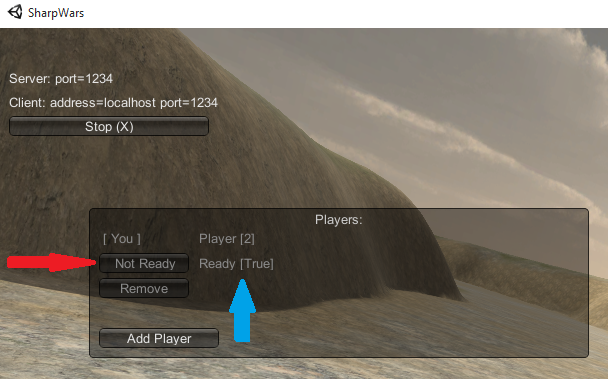 SharpWars
Server: port=1234
Client: address=localhost port=1234
Stop (X)
Players:
[ You ] Player [2]
Not Ready Ready [True]
Remove
Add Player